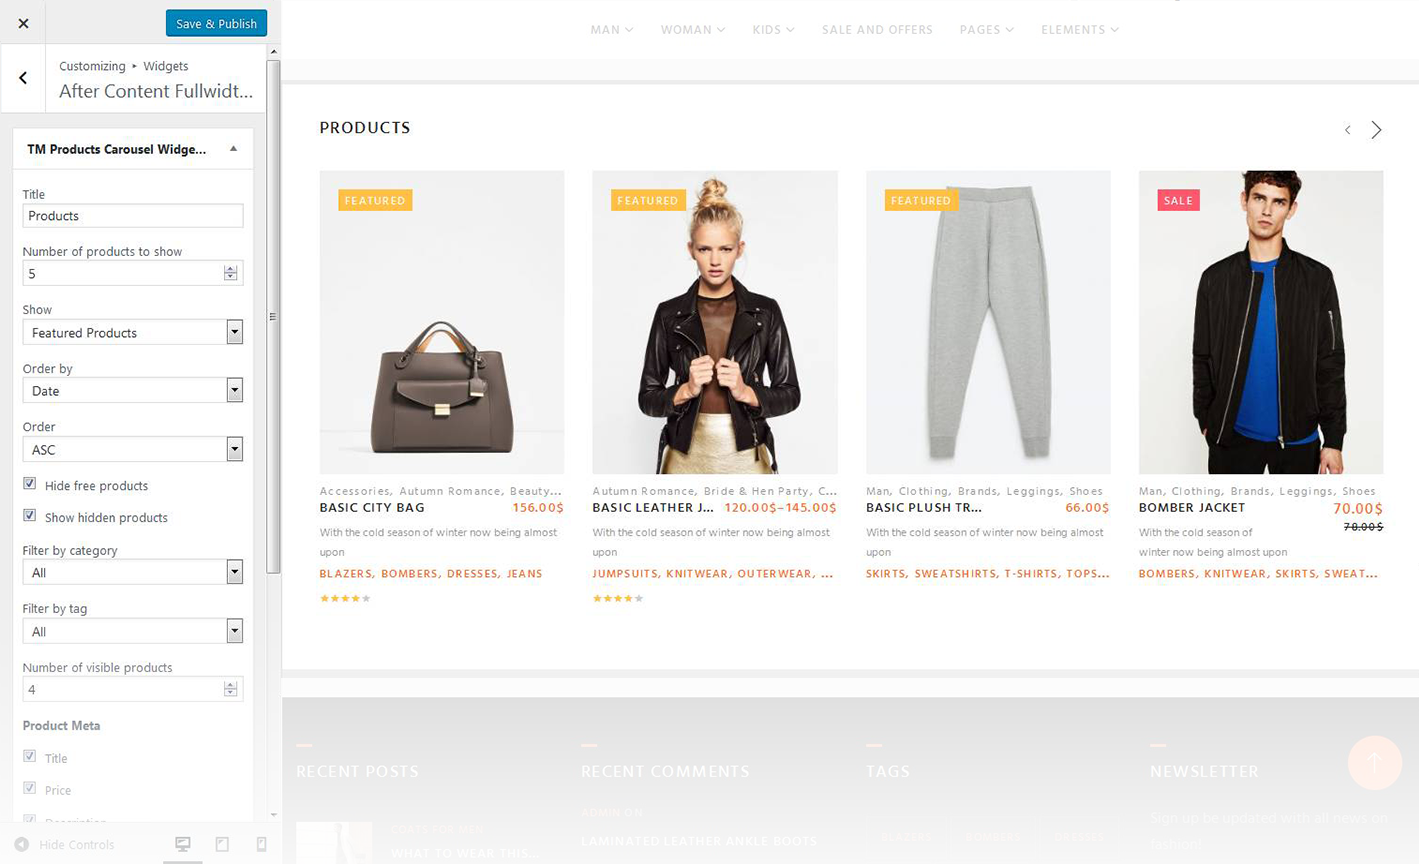 Save & Publish
Customizing ▸ Widgets
After Content Fullwidt...
TM Products Carousel Widge...
Title
Products
Number of products to show
5
Show
Featured Products
Order by
Date
Order
ASC
Hide free products
Show hidden products
Filter by category
All
Filter by tag
All
Number of visible products
4
Product Meta
Title
Price
Description
Hide Controls
MAN WOMAN KIDS SALE AND OFFERS PAGES ELEMENTS
PRODUCTS
FEATURED
Accessories, Autumn Romance, Beauty...
BASIC CITY BAG 156.00$
With the cold season of winter now being almost
upon
BLAZERS, BOMBERS, DRESSES, JEANS
FEATURED
Autumn Romance, Bride & Hen Party, C...
BASIC LEATHER J... 120.00$–145.00$
With the cold season of winter now being almost
upon
JUMPSUITS, KNITWEAR, OUTERWEAR, ...
FEATURED
Man, Clothing, Brands, Leggings, Shoes
BASIC PLUSH TR... 66.00$
With the cold season of winter now being almost
upon
SKIRTS, SWEATSHIRTS, T-SHIRTS, TOPS...
SALE
Man, Clothing, Brands, Leggings, Shoes
BOMBER JACKET 70.00$
78.00$
With the cold season of
winter now being almost upon
BOMBERS, KNITWEAR, SKIRTS, SWEAT...
RECENT POSTS
COATS FOR MEN
WHAT TO WEAR THIS...
RECENT COMMENTS
ADMIN ON
LAMINATED LEATHER ANKLE BOOTS
TAGS
NEWSLETTER
Sign up be updated with all news on
fashion!